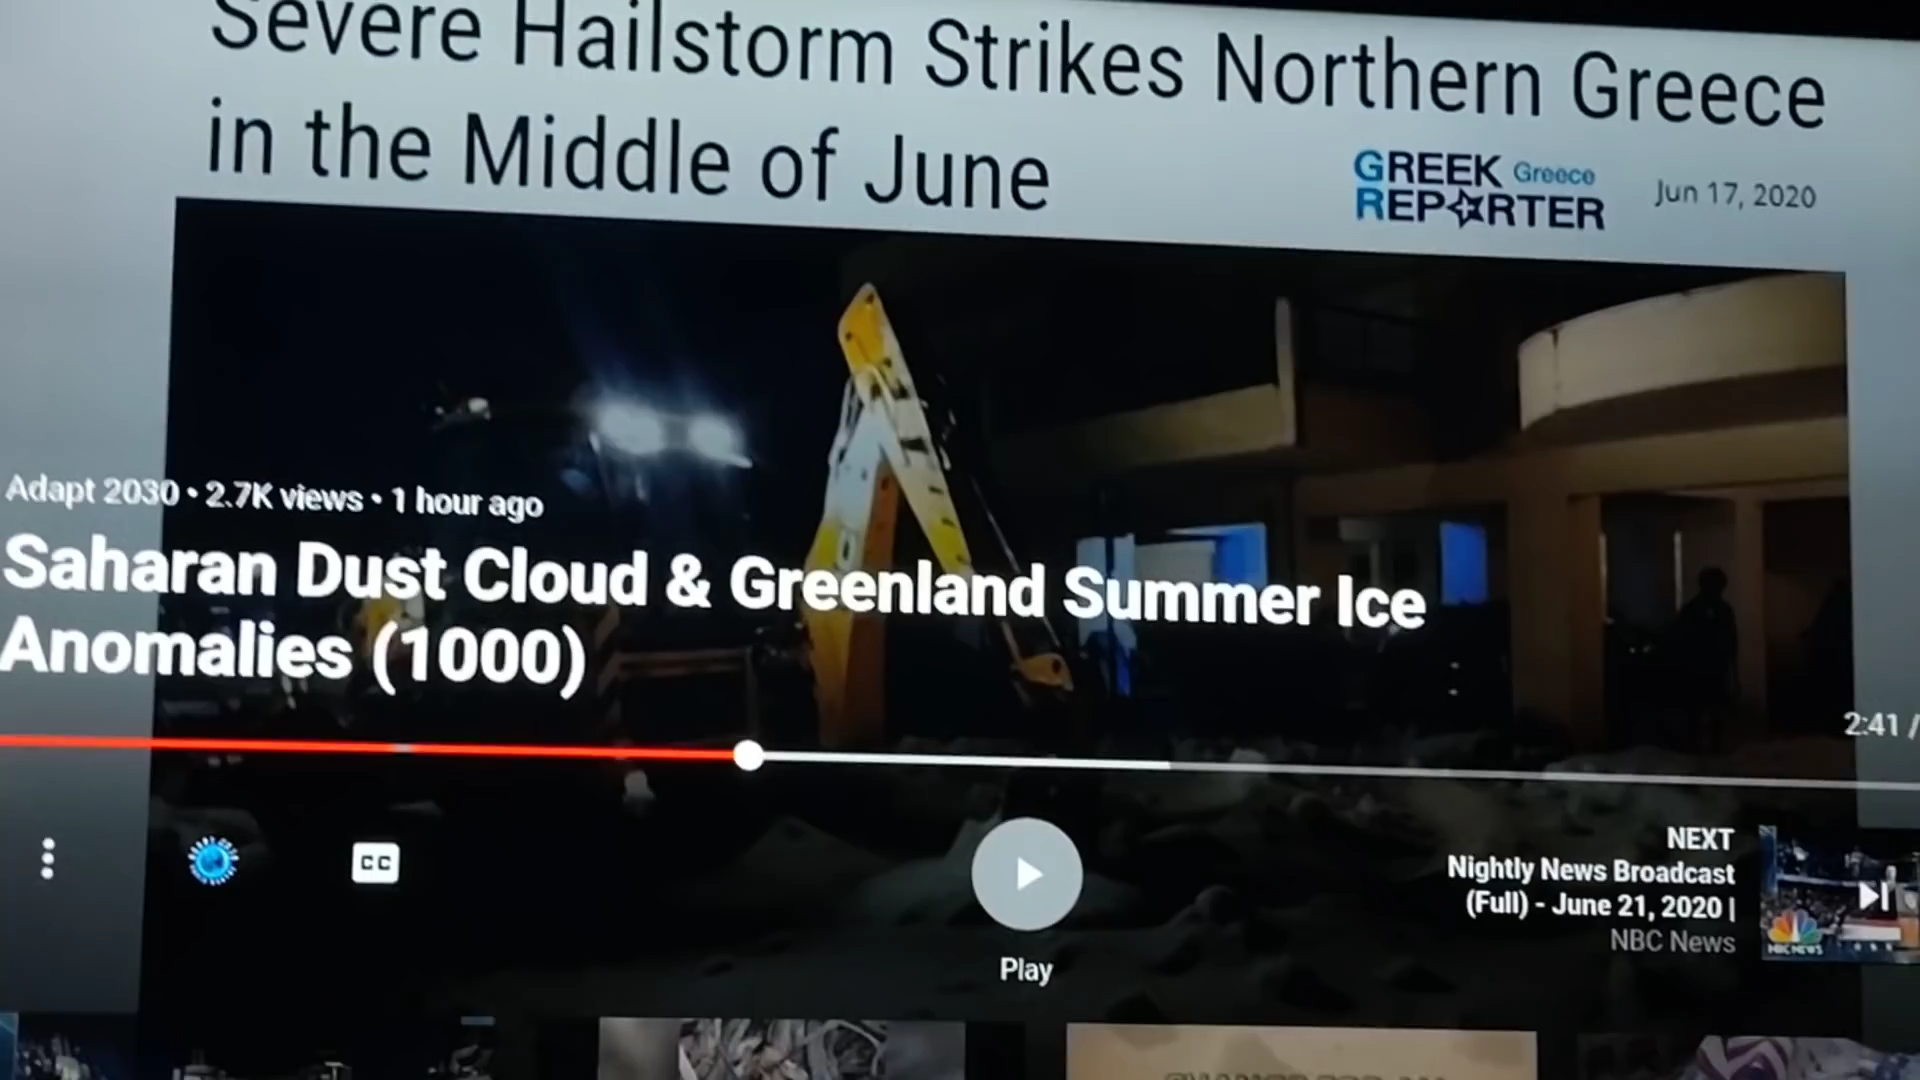 Severe Hailstorm Strikes Northern Greece
in the Middle of June
GREEK Greece
REPORTER
Jun 17, 2020
Adapt 2030 • 2.7K views • 1 hour ago
Saharan Dust Cloud & Greenland Summer Ice
Anomalies (1000)
2:41 /
CC
Play
NEXT
Nightly News Broadcast
(Full) - June 21, 2020 |
NBC News
NBC NEWS